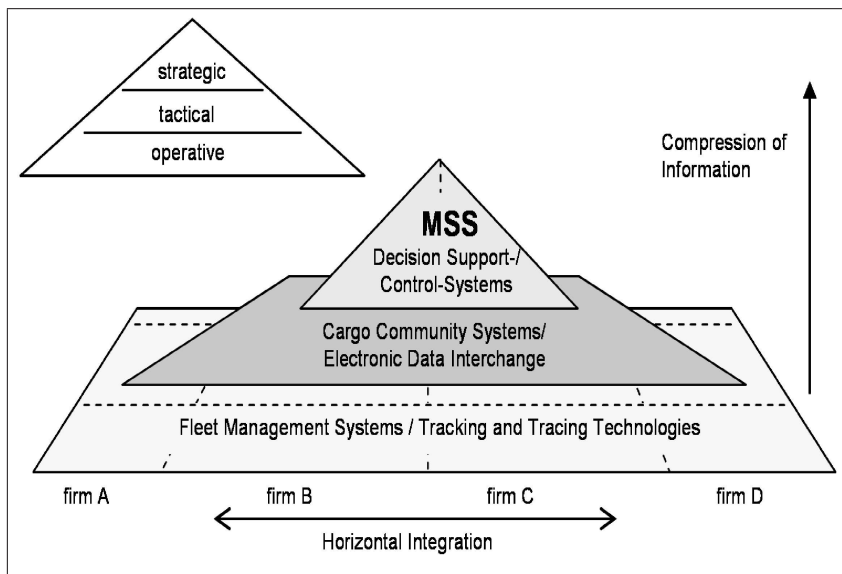 strategic
tactical
operative
Compression of
Information
MSS
Decision Support-/
Control-Systems
Cargo Community Systems/
Electronic Data Interchange
Fleet Management Systems / Tracking and Tracing Technologies
firm A
firm B
firm C
firm D
Horizontal Integration